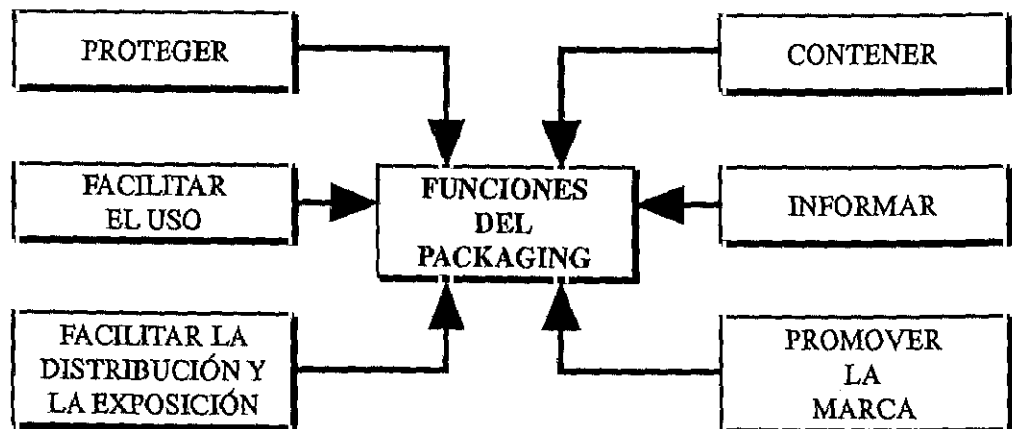 PROTEGER
CONTENER
FACILITAR
EL USO
FUNCIONES
DEL
PACKAGING
INFORMAR
FACILITAR LA
DISTRIBUCIÓN Y
LA EXPOSICIÓN
PROMOVER
LA
MARCA